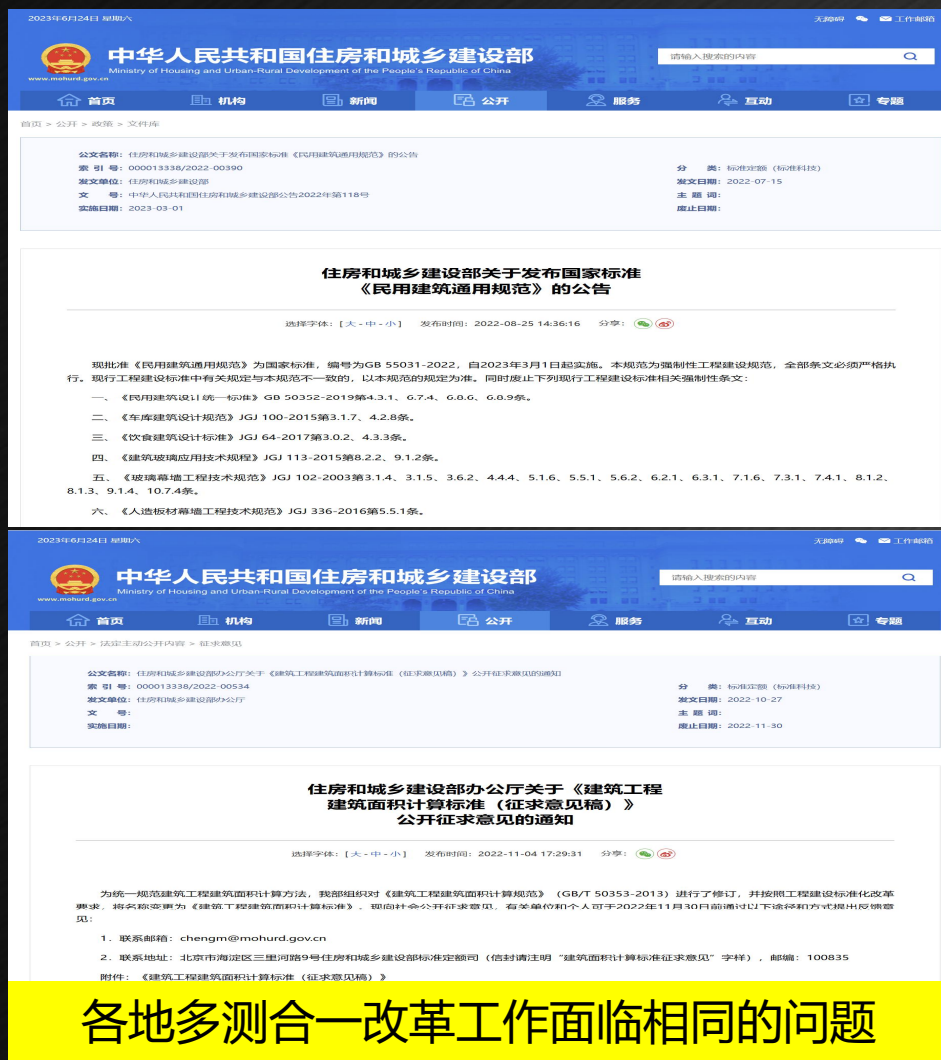 2023年6月24日 星期六 无障碍 工作邮箱
中华人民共和国住房和城乡建设部
Ministry of Housing and Urban-Rural Development of the People's Republic of China
www.mohurd.gov.cn
请输入搜索的内容
首页 机构 新闻 公开 服务 互动 专题
首页 > 公开 > 政策 > 文件库
公文名称: 住房和城乡建设部关于发布国家标准《民用建筑通用规范》的公告
索 引 号: 000013338/2022-00390 分 类: 标准定额 (标准科技)
发文单位: 住房和城乡建设部 发文日期: 2022-07-15
文 号: 中华人民共和国住房和城乡建设部公告2022年第118号 主 题 词:
实施日期: 2023-03-01 废止日期:
住房和城乡建设部关于发布国家标准
《民用建筑通用规范》的公告
选择字体: [大-中-小] 发布时间: 2022-08-25 14:36:16 分享:
现批准《民用建筑通用规范》为国家标准，编号为GB 55031-2022，自2023年3月1日起实施。本规范为强制性工程建设规范，全部条文必须严格执
行。现行工程建设标准中有关规定与本规范不一致的，以本规范的规定为准。同时废止下列现行工程建设标准相关强制性条文:
一、《民用建筑设计统一标准》GB 50352-2019第4.3.1、6.7.4、6.8.6、6.8.9条。
二、《车库建筑设计规范》JGJ 100-2015第3.1.7、4.2.8条。
三、《饮食建筑设计标准》JGJ 64-2017第3.0.2、4.3.3条。
四、《建筑玻璃应用技术规程》JGJ 113-2015第8.2.2、9.1.2条。
五、《玻璃幕墙工程技术规范》JGJ 102-2003第3.1.4、3.1.5、3.6.2、4.4.4、5.1.6、5.5.1、5.6.2、6.2.1、6.3.1、7.1.6、7.3.1、7.4.1、8.1.2、
8.1.3、9.1.4、10.7.4条。
六、《人造板材幕墙工程技术规范》JGJ 336-2016第5.5.1条。
2023年6月24日 星期六 无障碍 工作邮箱
中华人民共和国住房和城乡建设部
Ministry of Housing and Urban-Rural Development of the People's Republic of China
www.mohurd.gov.cn
请输入搜索的内容
首页 机构 新闻 公开 服务 互动 专题
首页 > 公开 > 法定主动公开内容 > 征求意见
公文名称: 住房和城乡建设部办公厅关于《建筑工程建筑面积计算标准（征求意见稿）》公开征求意见的通知
索 引 号: 000013338/2022-00534 分 类: 标准定额 (标准科技)
发文单位: 住房和城乡建设部办公厅 发文日期: 2022-10-27
文 号: 主 题 词:
实施日期: 废止日期: 2022-11-30
住房和城乡建设部办公厅关于《建筑工程
建筑面积计算标准（征求意见稿）》
公开征求意见的通知
选择字体: [大-中-小] 发布时间: 2022-11-04 17:29:31 分享:
为统一规范建筑工程建筑面积计算方法，我部组织对《建筑工程建筑面积计算规范》（GB/T 50353-2013）进行了修订，并按照工程建设标准化改革
要求，将名称变更为《建筑工程建筑面积计算标准》。现向社会公开征求意见，有关单位和个人可于2022年11月30日前通过以下途径和方式提出反馈意
见:
1. 联系邮箱: chengm@mohurd.gov.cn
2. 联系地址: 北京市海淀区三里河路9号住房和城乡建设部标准定额司（信封请注明“建筑面积计算标准征求意见”字样），邮编: 100835
附件: 《建筑工程建筑面积计算标准（征求意见稿）》
各地多测合一改革工作面临相同的问题